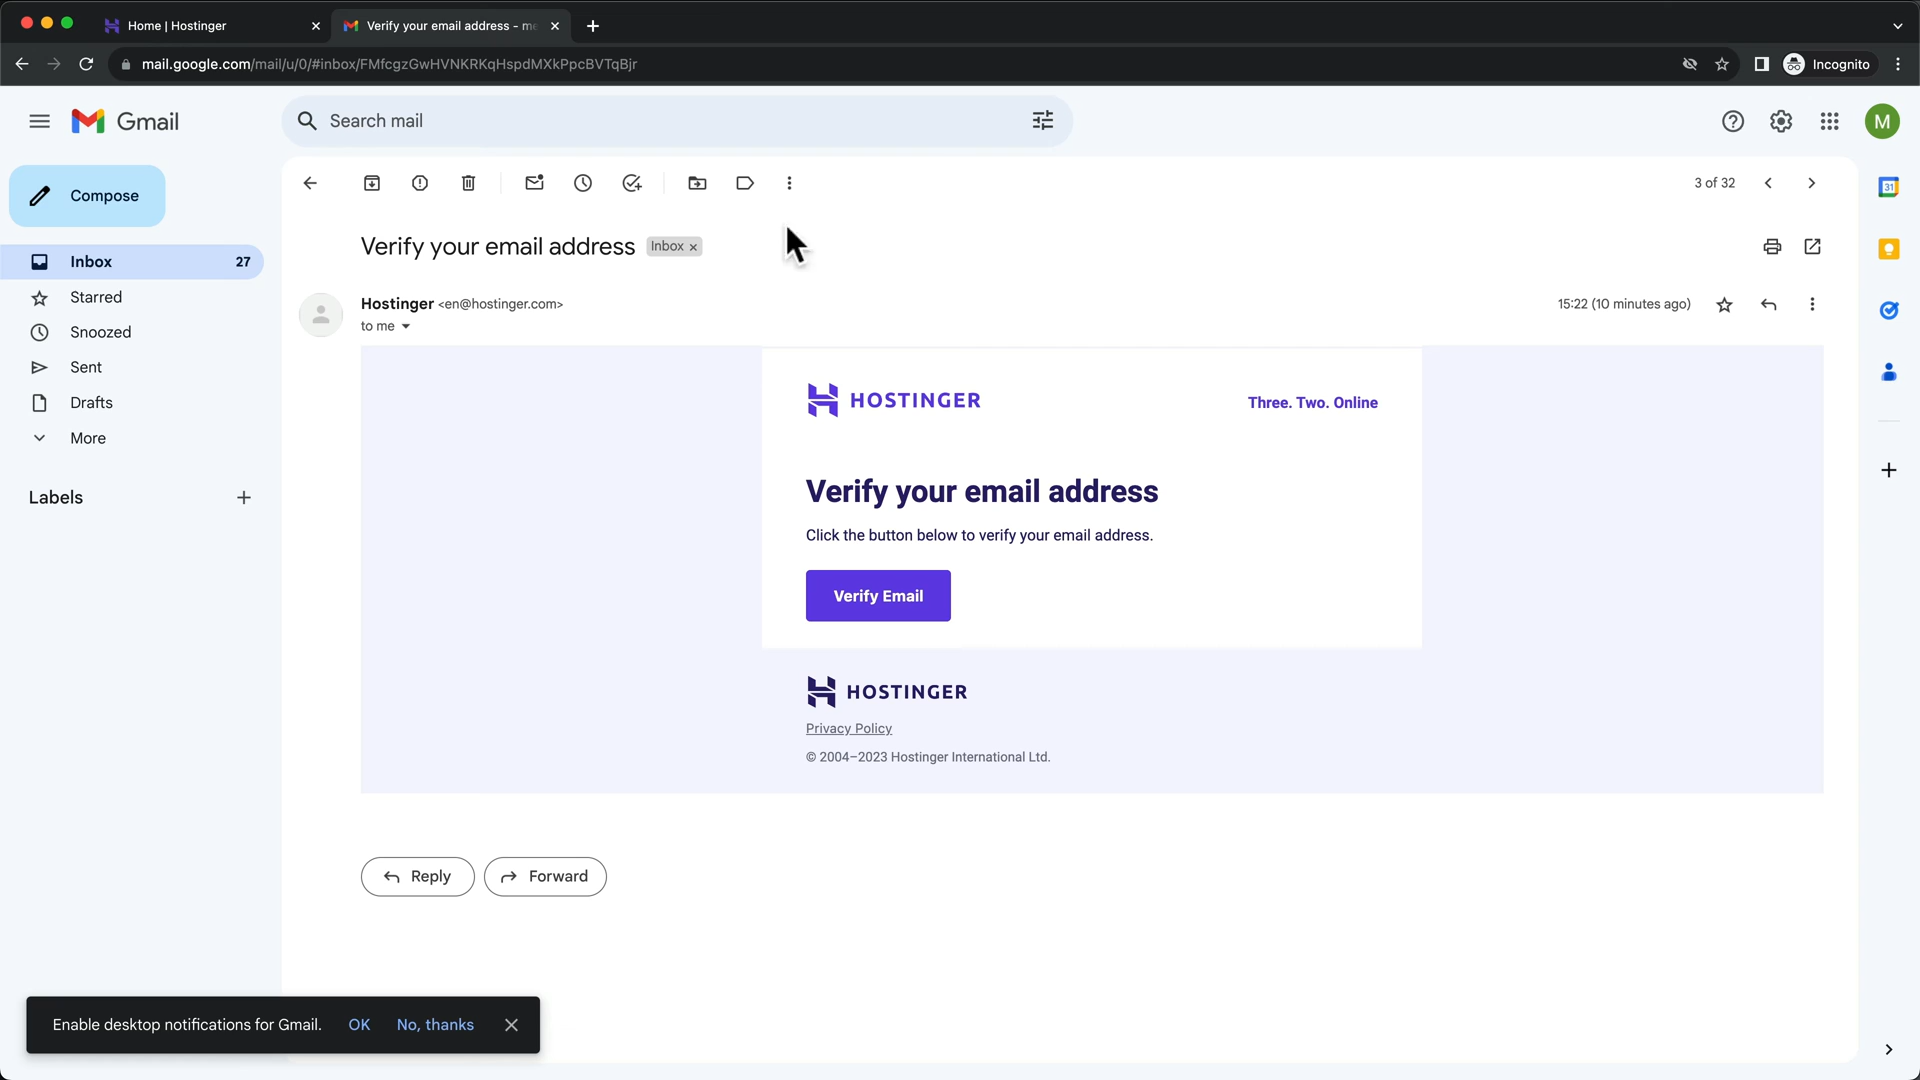 Home | Hostinger
Verify your email address - me
mail.google.com/mail/u/0/#inbox/FMfcgzGwHVNKRKqHspdMXkPpcBVTqBjr
Incognito
Gmail
Search mail
M
Compose
3 of 32
31
Verify your email address
Inbox ×
Inbox 27
Starred
Snoozed
Sent
Drafts
More
Labels
Hostinger <en@hostinger.com>
15:22 (10 minutes ago)
to me
HOSTINGER
Three. Two. Online
Verify your email address
Click the button below to verify your email address.
Verify Email
HOSTINGER
Privacy Policy
© 2004–2023 Hostinger International Ltd.
Reply
Forward
Enable desktop notifications for Gmail. OK No, thanks